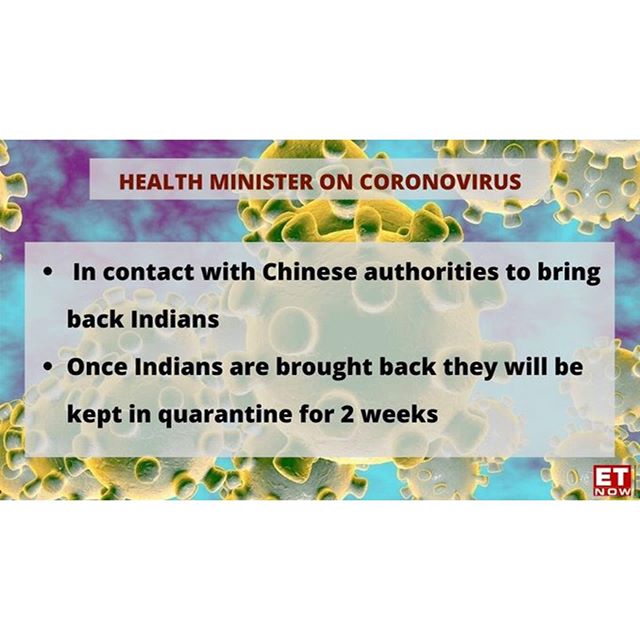 HEALTH MINISTER ON CORONOVIRUS
• In contact with Chinese authorities to bring
back Indians
• Once Indians are brought back they will be
kept in quarantine for 2 weeks
ET
NOW